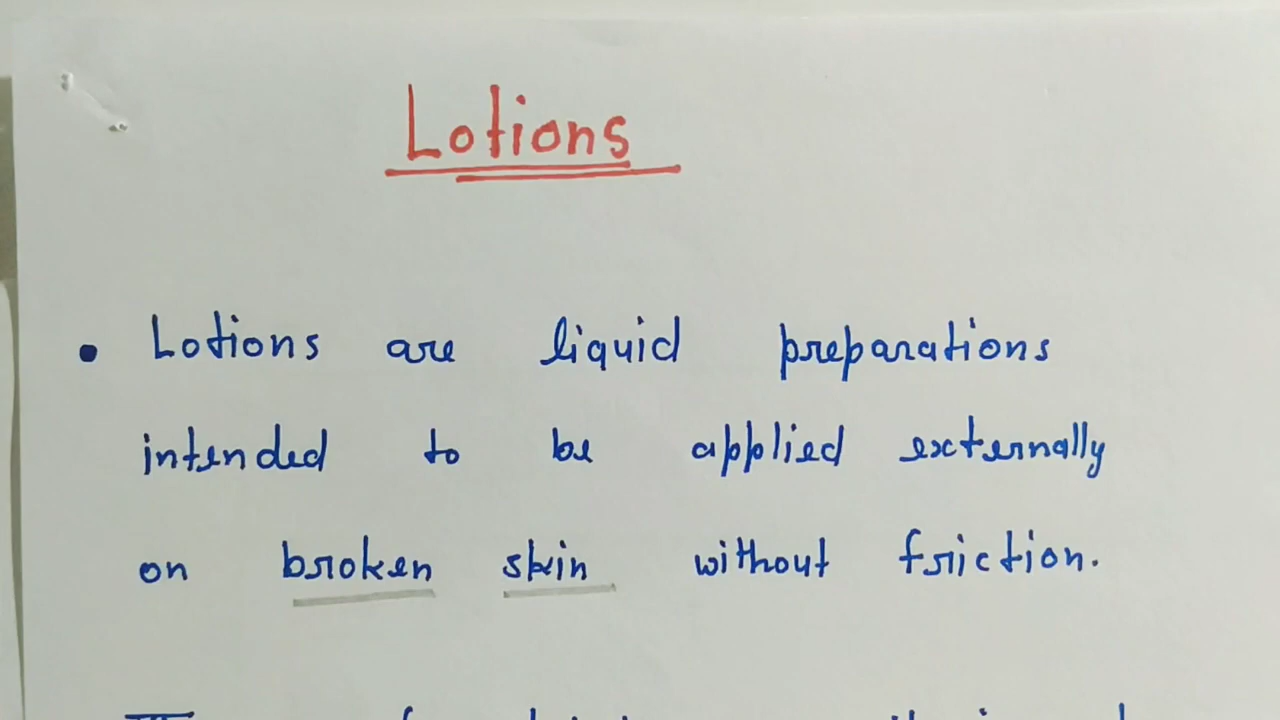 Lotions
• Lotions are liquid preparations
intended to be applied externally
on broken skin without friction.